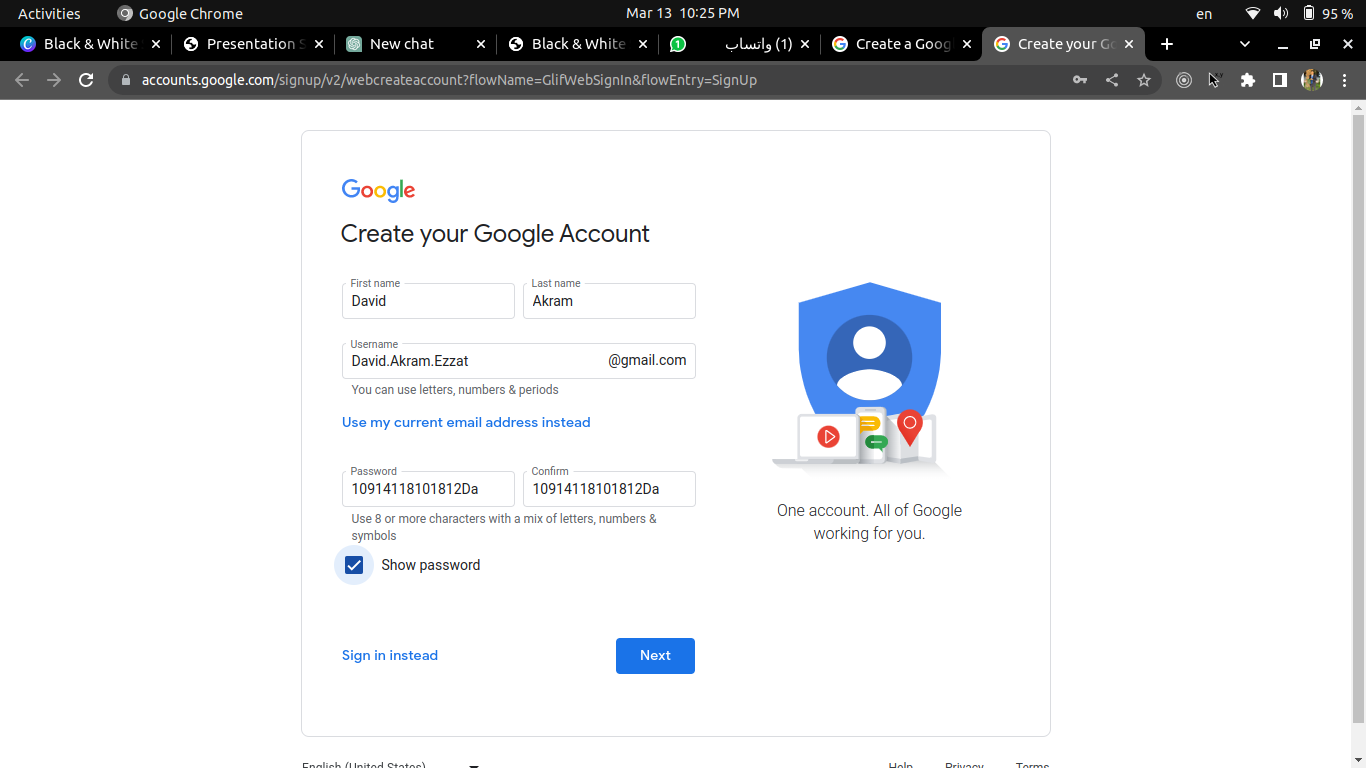 Activities Google Chrome Mar 13 10:25 PM en 95 %
Black & White Presentation S New chat Black & White (1) واتساب Create a Goog Create your Go
accounts.google.com/signup/v2/webcreateaccount?flowName=GlifWebSignIn&flowEntry=SignUp
Google
Create your Google Account
First name Last name
David Akram
Username
David.Akram.Ezzat @gmail.com
You can use letters, numbers & periods
Use my current email address instead
Password Confirm
10914118101812Da 10914118101812Da
Use 8 or more characters with a mix of letters, numbers &
symbols
Show password
One account. All of Google
working for you.
Sign in instead Next
English (United States) Help Privacy Terms